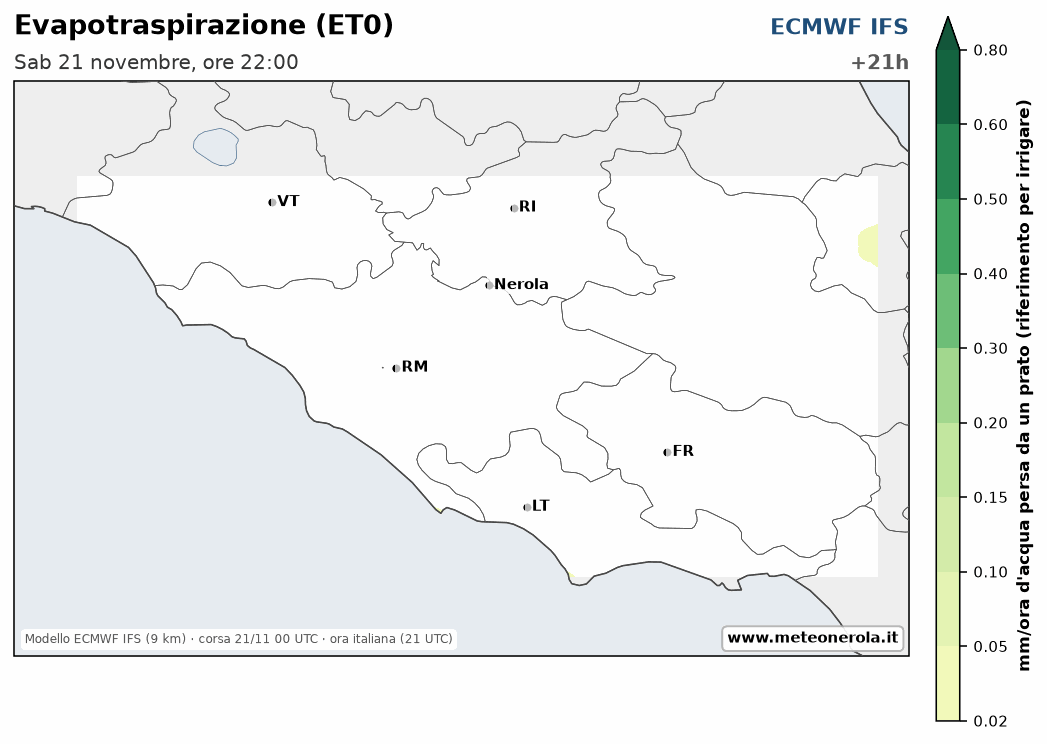 Evapotraspirazione (ET0)
ECMWF IFS
Sab 21 novembre, ore 22:00
+21h
VT
RI
Nerola
RM
FR
LT
Modello ECMWF IFS (9 km) · corsa 21/11 00 UTC · ora italiana (21 UTC)
www.meteonerola.it
0.80
0.60
0.50
0.40
0.30
0.20
0.15
0.10
0.05
0.02
mm/ora d'acqua persa da un prato (riferimento per irrigare)